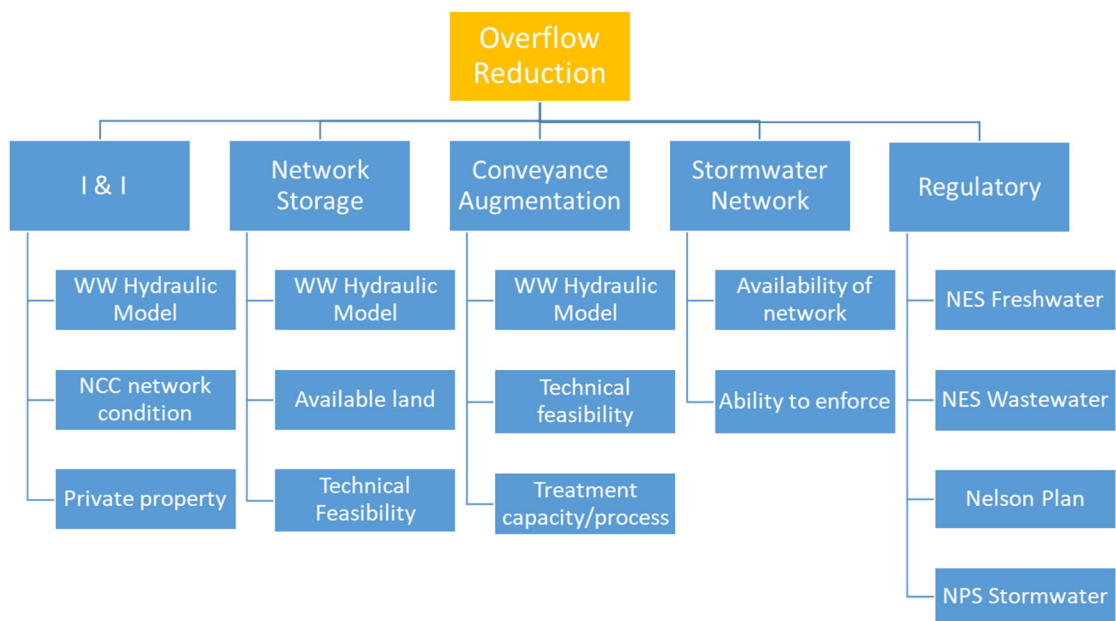 Overflow
Reduction
I & I
Network
Storage
Conveyance
Augmentation
Stormwater
Network
Regulatory
WW Hydraulic
Model
WW Hydraulic
Model
WW Hydraulic
Model
Availability of
network
NES Freshwater
NCC network
condition
Available land
Technical
feasibility
Ability to enforce
NES Wastewater
Private property
Technical
Feasibility
Treatment
capacity/process
Nelson Plan
NPS Stormwater